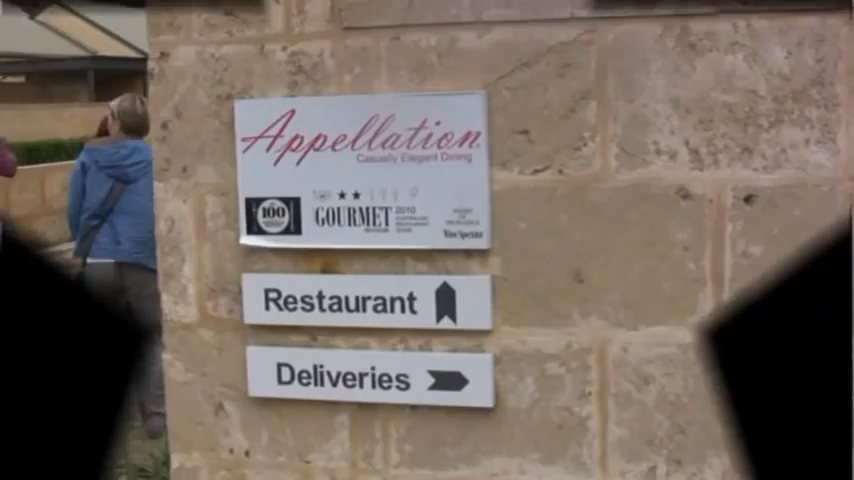 Appellation
Casually Elegant Dining
100
GOURMET 2010
Restaurant
Deliveries